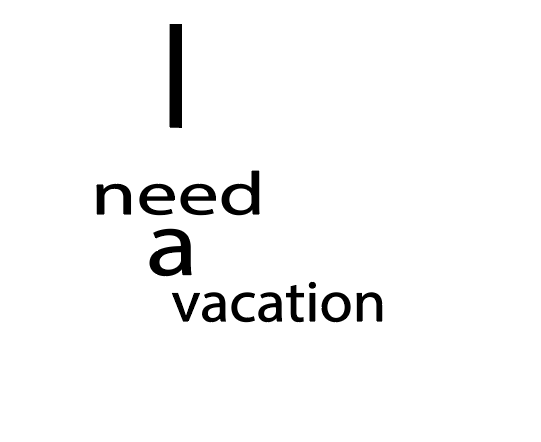 I
need
a
vacation